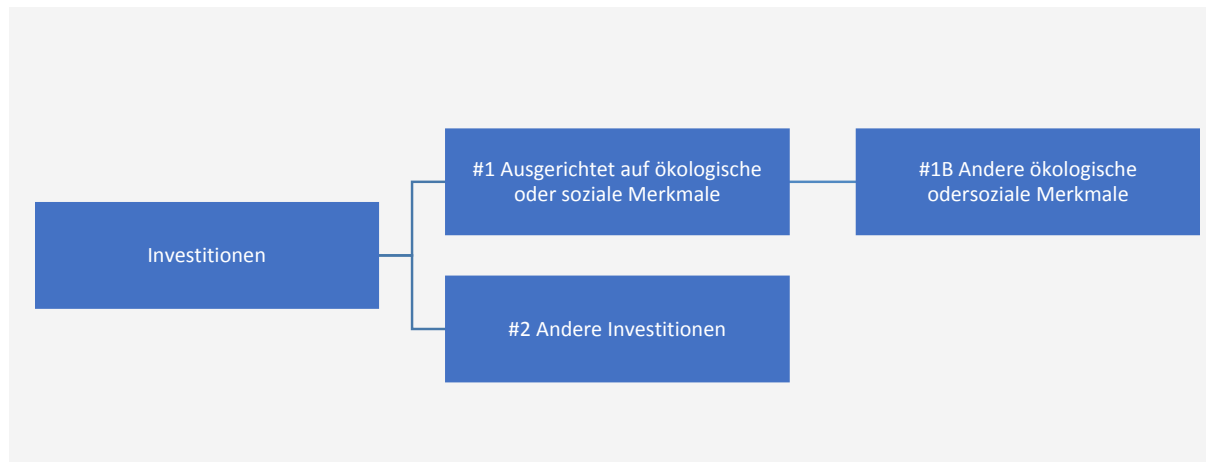 #1 Ausgerichtet auf ökologische
oder soziale Merkmale
#1B Andere ökologische
odersoziale Merkmale
Investitionen
#2 Andere Investitionen